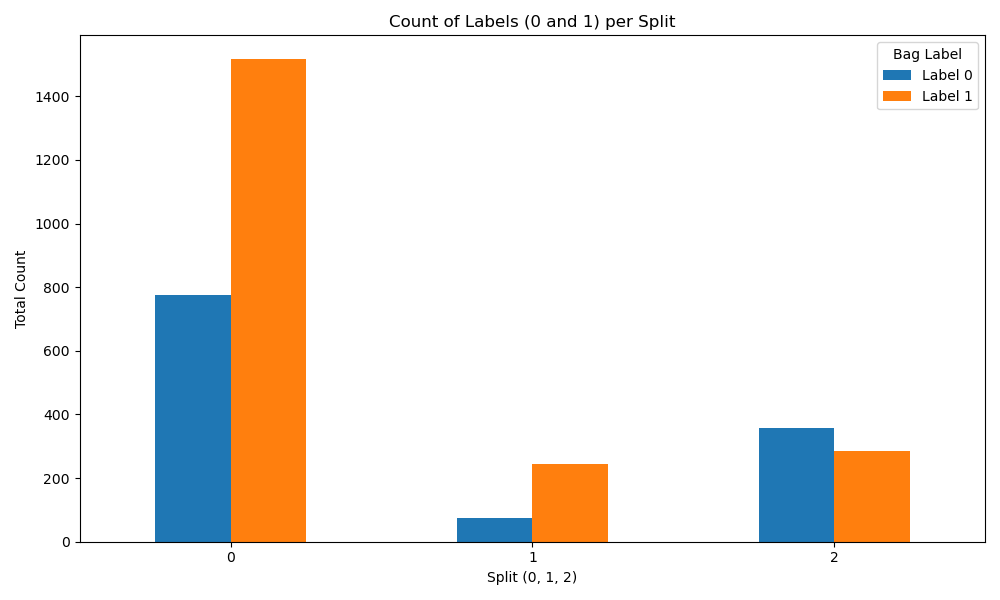 Count of Labels (0 and 1) per Split
Bag Label
Label 0
Label 1
Total Count
1400
1200
1000
800
600
400
200
0
0 1 2
Split (0, 1, 2)